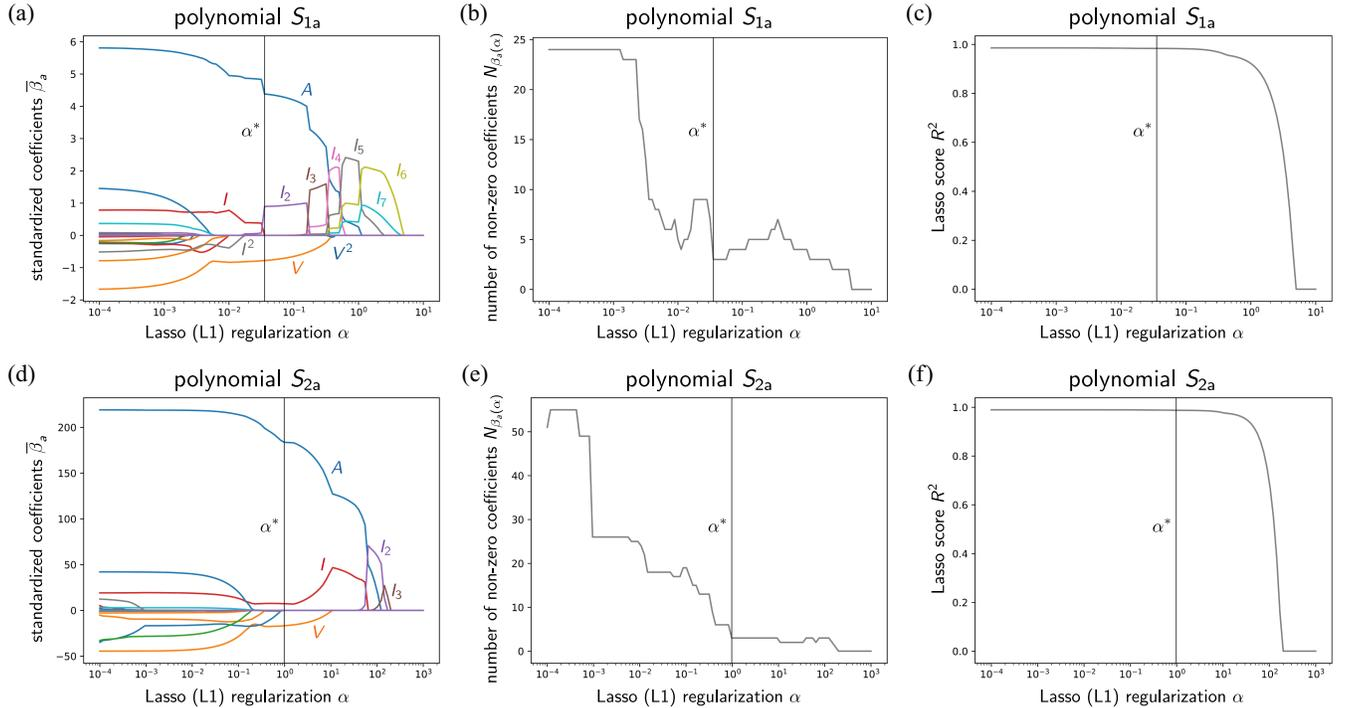 (a) polynomial S1a
standardized coefficients β̅a
6
5
4
3
2
1
0
−1
−2
A
α*
I
I2
I3
I4
I5
I6
I7
I²
V
V²
10⁻⁴ 10⁻³ 10⁻² 10⁻¹ 10⁰ 10¹
Lasso (L1) regularization α
(b) polynomial S1a
number of non-zero coefficients Nβa(α)
25
20
15
10
5
0
α*
10⁻⁴ 10⁻³ 10⁻² 10⁻¹ 10⁰ 10¹
Lasso (L1) regularization α
(c) polynomial S1a
Lasso score R²
1.0
0.8
0.6
0.4
0.2
0.0
α*
10⁻⁴ 10⁻³ 10⁻² 10⁻¹ 10⁰ 10¹
Lasso (L1) regularization α
(d) polynomial S2a
standardized coefficients β̅a
200
150
100
50
0
−50
A
α*
I
I2
I3
V
10⁻⁴ 10⁻³ 10⁻² 10⁻¹ 10⁰ 10¹ 10² 10³
Lasso (L1) regularization α
(e) polynomial S2a
number of non-zero coefficients Nβa(α)
50
40
30
20
10
0
α*
10⁻⁴ 10⁻³ 10⁻² 10⁻¹ 10⁰ 10¹ 10² 10³
Lasso (L1) regularization α
(f) polynomial S2a
Lasso score R²
1.0
0.8
0.6
0.4
0.2
0.0
α*
10⁻⁴ 10⁻³ 10⁻² 10⁻¹ 10⁰ 10¹ 10² 10³
Lasso (L1) regularization α